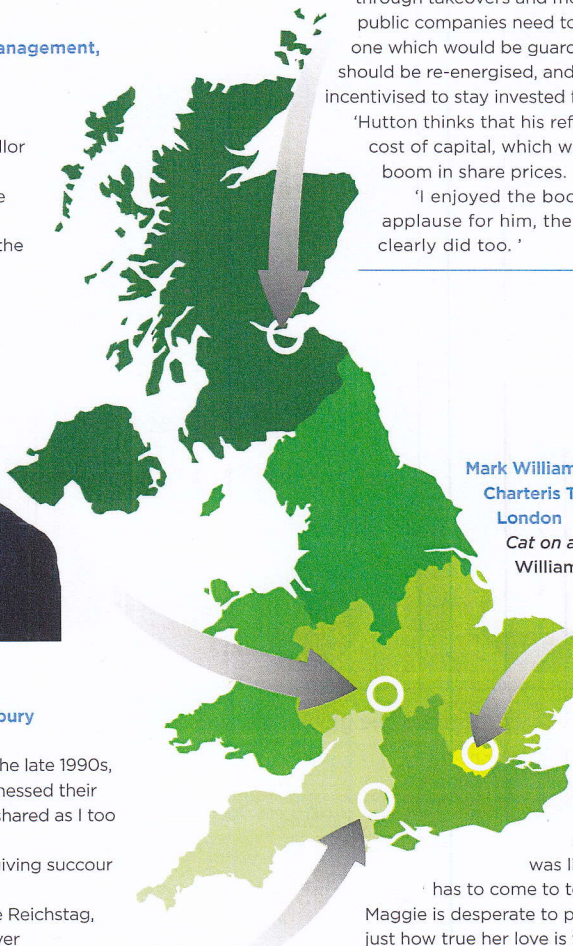 anagement,
llor
e
the
through takeovers and
public companies need to
one which would be guard
should be re-energised, and
incentivised to stay invested f
'Hutton thinks that his ref
cost of capital, which w
boom in share prices.
'I enjoyed the boo
applause for him, the
clearly did too. '
Mark William
Charteris T
London
Cat on a
William
bury
he late 1990s,
nessed their
shared as I too
giving succour
e Reichstag,
ver
was l
has to come to te
Maggie is desperate to p
just how true her love is